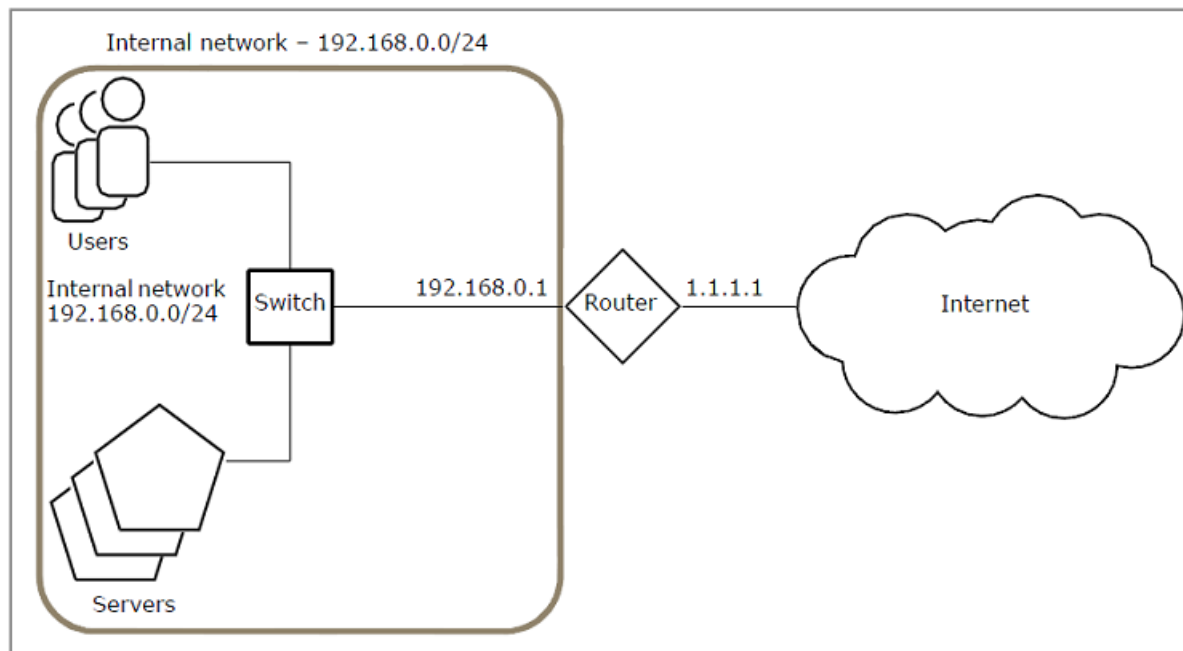 Internal network – 192.168.0.0/24
Users
Internal network
192.168.0.0/24
Switch
192.168.0.1
Router
1.1.1.1
Internet
Servers